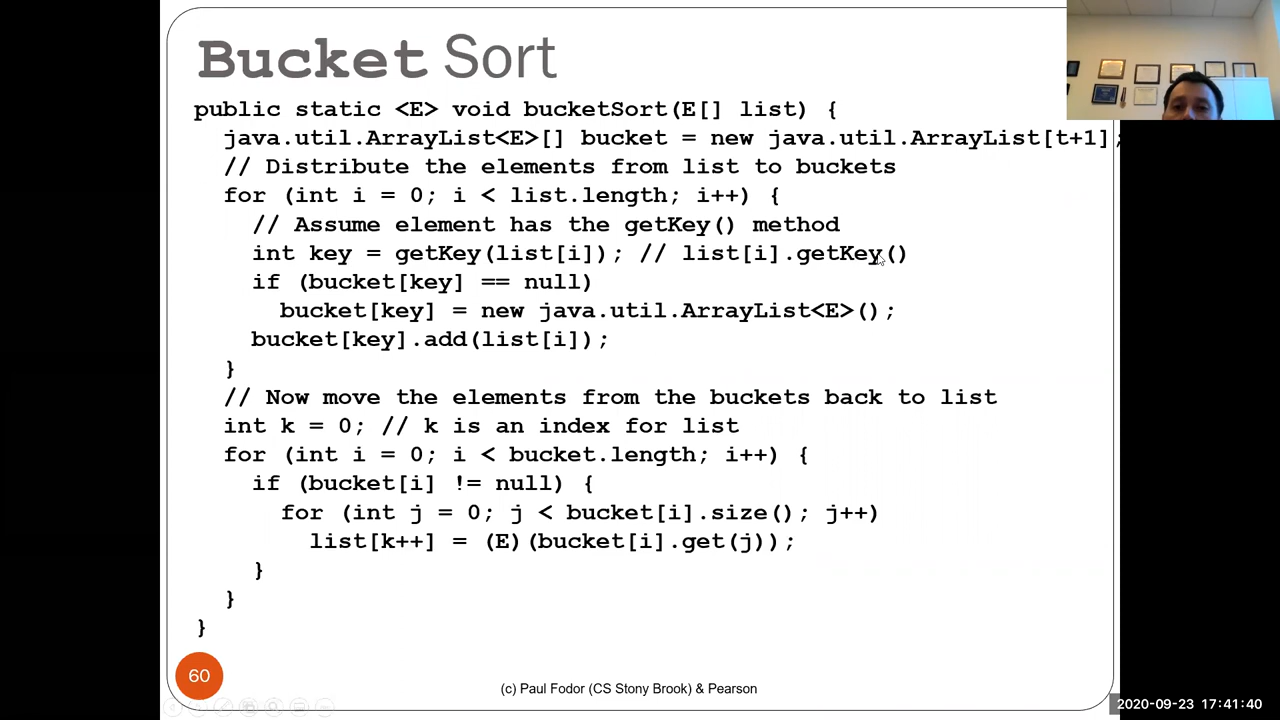 Bucket Sort
public static <E> void bucketSort(E[] list) {
java.util.ArrayList<E>[] bucket = new java.util.ArrayList[t+1];
// Distribute the elements from list to buckets
for (int i = 0; i < list.length; i++) {
// Assume element has the getKey() method
int key = getKey(list[i]); // list[i].getKey()
if (bucket[key] == null)
bucket[key] = new java.util.ArrayList<E>();
bucket[key].add(list[i]);
}
// Now move the elements from the buckets back to list
int k = 0; // k is an index for list
for (int i = 0; i < bucket.length; i++) {
if (bucket[i] != null) {
for (int j = 0; j < bucket[i].size(); j++)
list[k++] = (E)(bucket[i].get(j));
}
}
}
60
(c) Paul Fodor (CS Stony Brook) & Pearson
2020-09-23 17:41:40